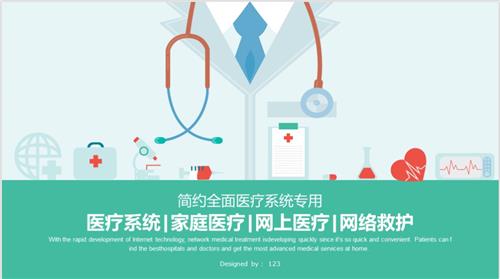 简约全面医疗系统专用
医疗系统|家庭医疗|网上医疗|网络救护
With the rapid development of Internet technology, network medical treatment isdeveloping quickly since it's so quick and convenient. Patients can f
ind the besthospitals and doctors and get the most advanced medical services at home.
Designed by： 123